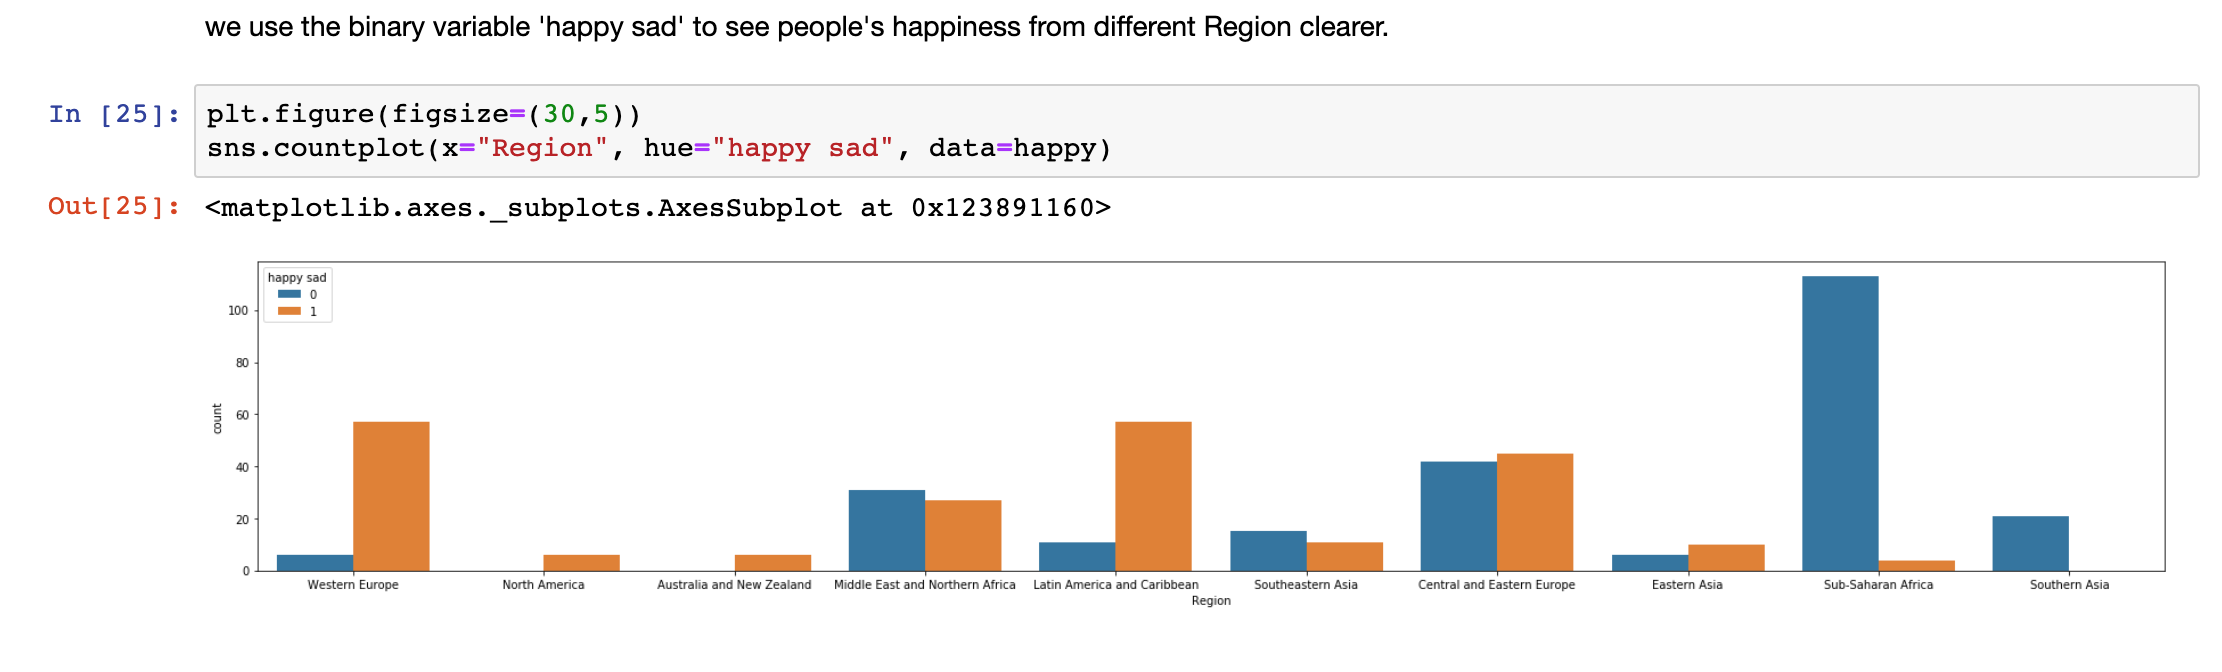 we use the binary variable 'happy sad' to see people's happiness from different Region clearer.
In [25]:
plt.figure(figsize=(30,5))
sns.countplot(x="Region", hue="happy sad", data=happy)
Out[25]: <matplotlib.axes._subplots.AxesSubplot at 0x123891160>
happy sad
0
1
100
80
60
40
20
0
count
Western Europe North America Australia and New Zealand Middle East and Northern Africa Latin America and Caribbean Southeastern Asia Central and Eastern Europe Eastern Asia Sub-Saharan Africa Southern Asia
Region